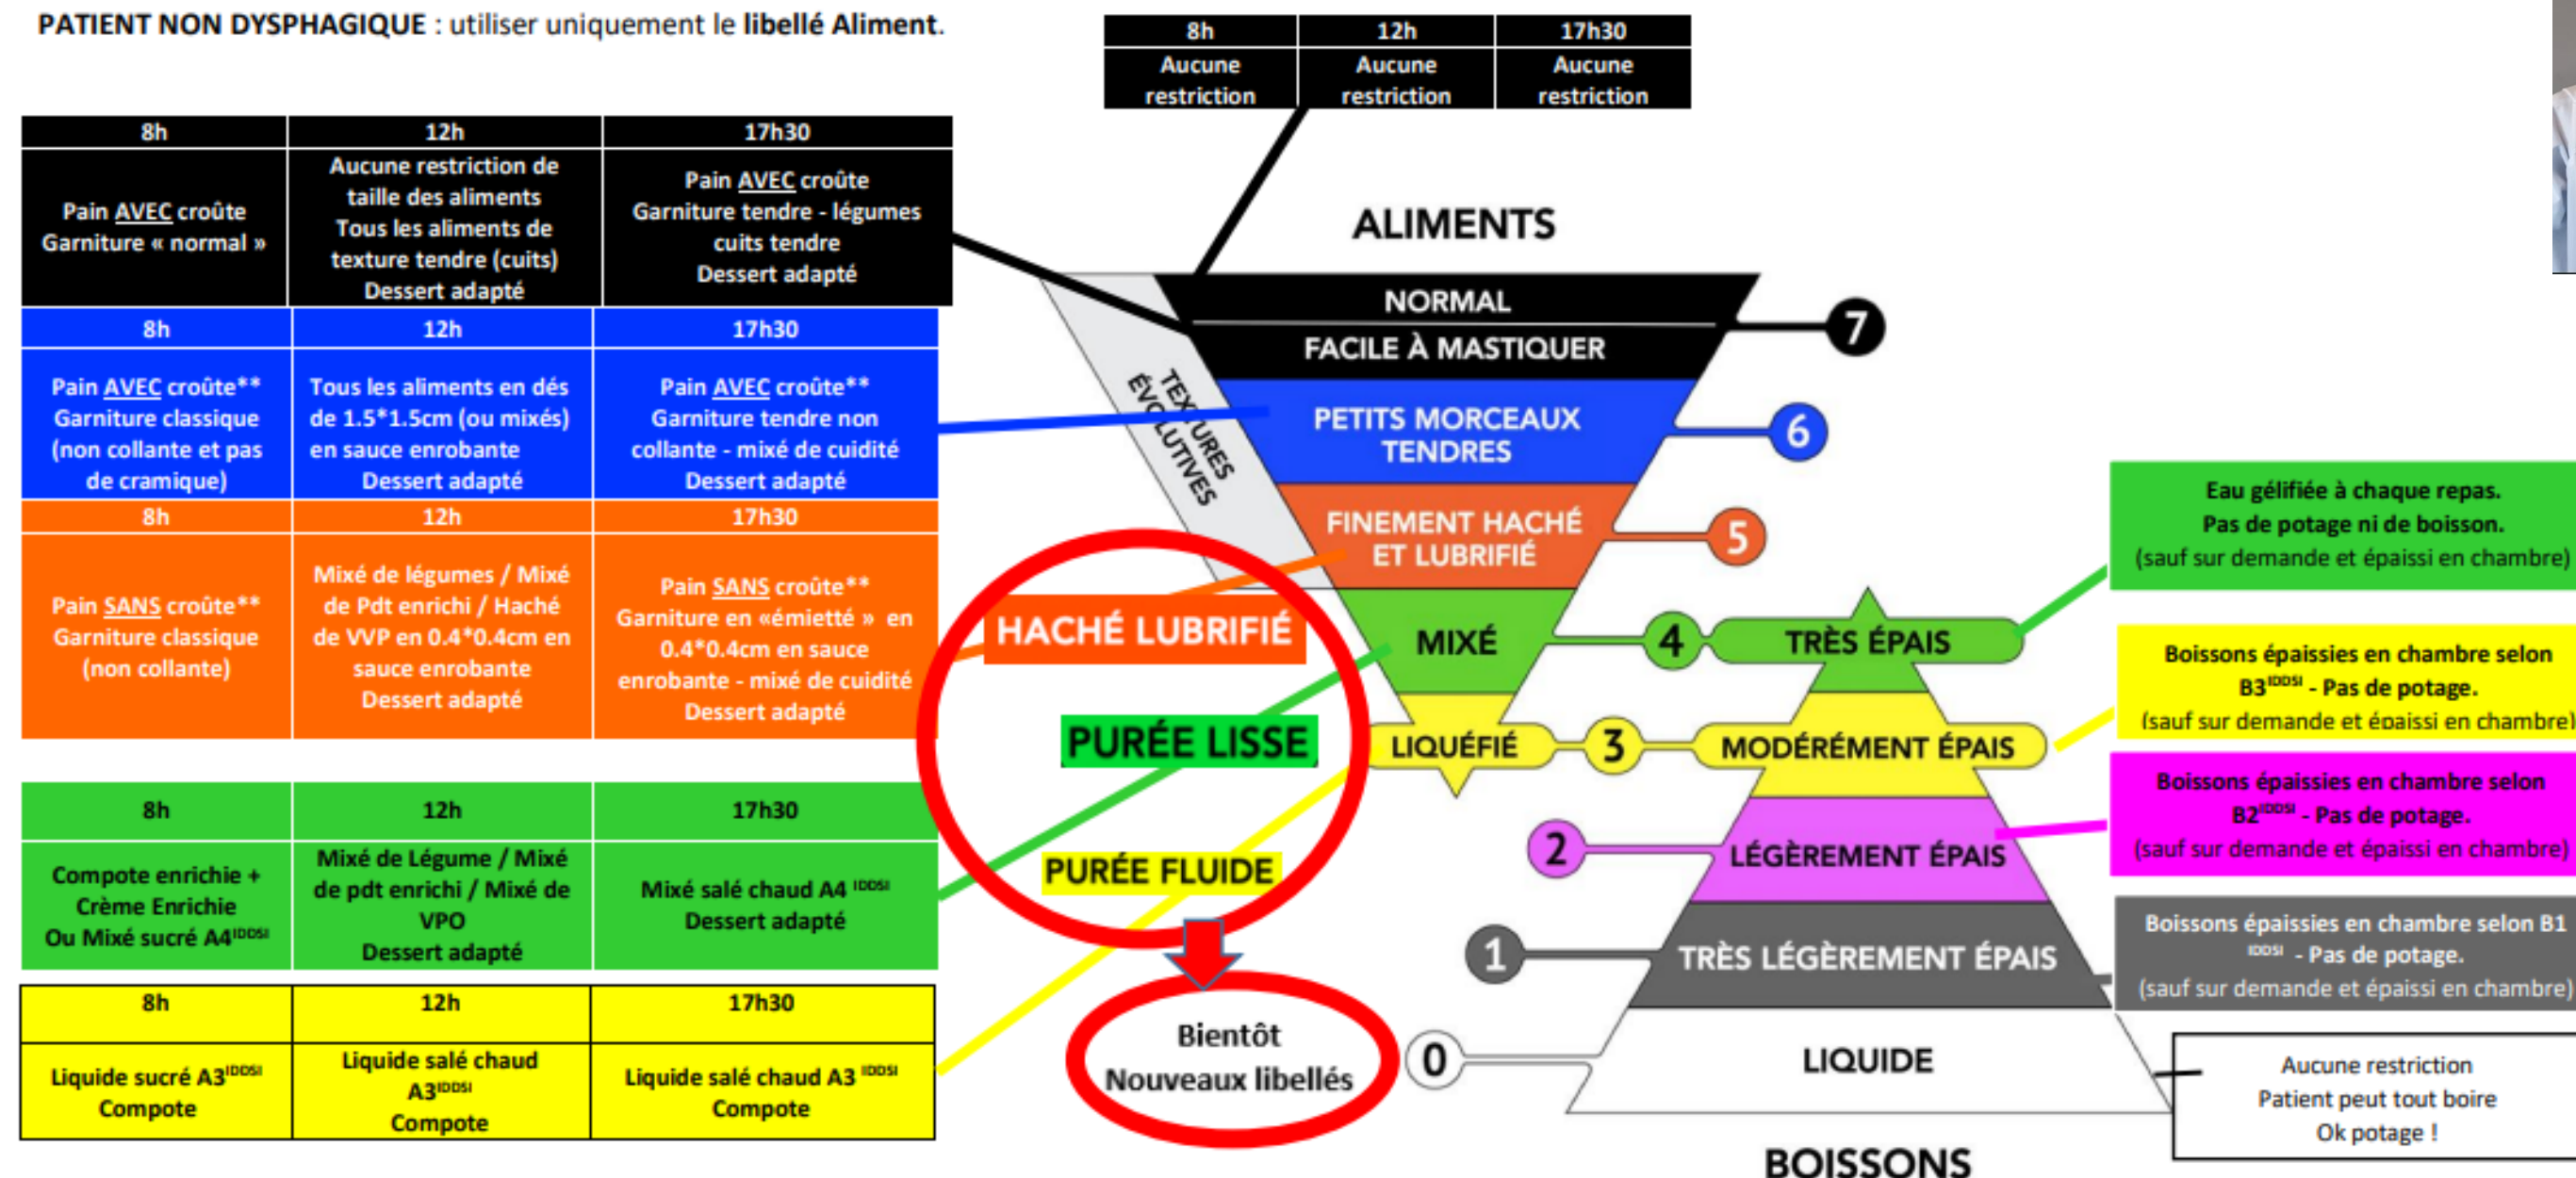 PATIENT NON DYSPHAGIQUE : utiliser uniquement le libellé Aliment.
8h 12h 17h30
Aucune restriction Aucune restriction Aucune restriction
8h 12h 17h30
Pain AVEC croûte
Garniture « normal »
Aucune restriction de
taille des aliments
Tous les aliments de
texture tendre (cuits)
Dessert adapté
Pain AVEC croûte
Garniture tendre - légumes
cuits tendre
Dessert adapté
8h 12h 17h30
Pain AVEC croûte**
Garniture classique
(non collante et pas
de cramique)
Tous les aliments en dés
de 1.5*1.5cm (ou mixés)
en sauce enrobante
Dessert adapté
Pain AVEC croûte**
Garniture tendre non
collante - mixé de cuidité
Dessert adapté
8h 12h 17h30
Pain SANS croûte**
Garniture classique
(non collante)
Mixé de légumes / Mixé
de Pdt enrichi / Haché
de VVP en 0.4*0.4cm en
sauce enrobante
Dessert adapté
Pain SANS croûte**
Garniture en «émietté » en
0.4*0.4cm en sauce
enrobante - mixé de cuidité
Dessert adapté
8h 12h 17h30
Compote enrichie +
Crème Enrichie
Ou Mixé sucré A4IDDSI
Mixé de Légume / Mixé
de pdt enrichi / Mixé de
VPO
Dessert adapté
Mixé salé chaud A4 IDDSI
Dessert adapté
8h 12h 17h30
Liquide sucré A3IDDSI
Compote
Liquide salé chaud
A3IDDSI
Compote
Liquide salé chaud A3 IDDSI
Compote
HACHÉ LUBRIFIÉ
PURÉE LISSE
PURÉE FLUIDE
Bientôt
Nouveaux libellés
ALIMENTS
TEXTURES
ÉVOLUTIVES
NORMAL
FACILE À MASTIQUER
7
PETITS MORCEAUX
TENDRES
6
FINEMENT HACHÉ
ET LUBRIFIÉ
5
MIXÉ 4 TRÈS ÉPAIS
LIQUÉFIÉ 3 MODÉRÉMENT ÉPAIS
2 LÉGÈREMENT ÉPAIS
1 TRÈS LÉGÈREMENT ÉPAIS
0 LIQUIDE
BOISSONS
Eau gélifiée à chaque repas.
Pas de potage ni de boisson.
(sauf sur demande et épaissi en chambre)
Boissons épaissies en chambre selon
B3IDDSI - Pas de potage.
(sauf sur demande et épaissi en chambre)
Boissons épaissies en chambre selon
B2IDDSI - Pas de potage.
(sauf sur demande et épaissi en chambre)
Boissons épaissies en chambre selon B1
IDDSI - Pas de potage.
(sauf sur demande et épaissi en chambre)
Aucune restriction
Patient peut tout boire
Ok potage !